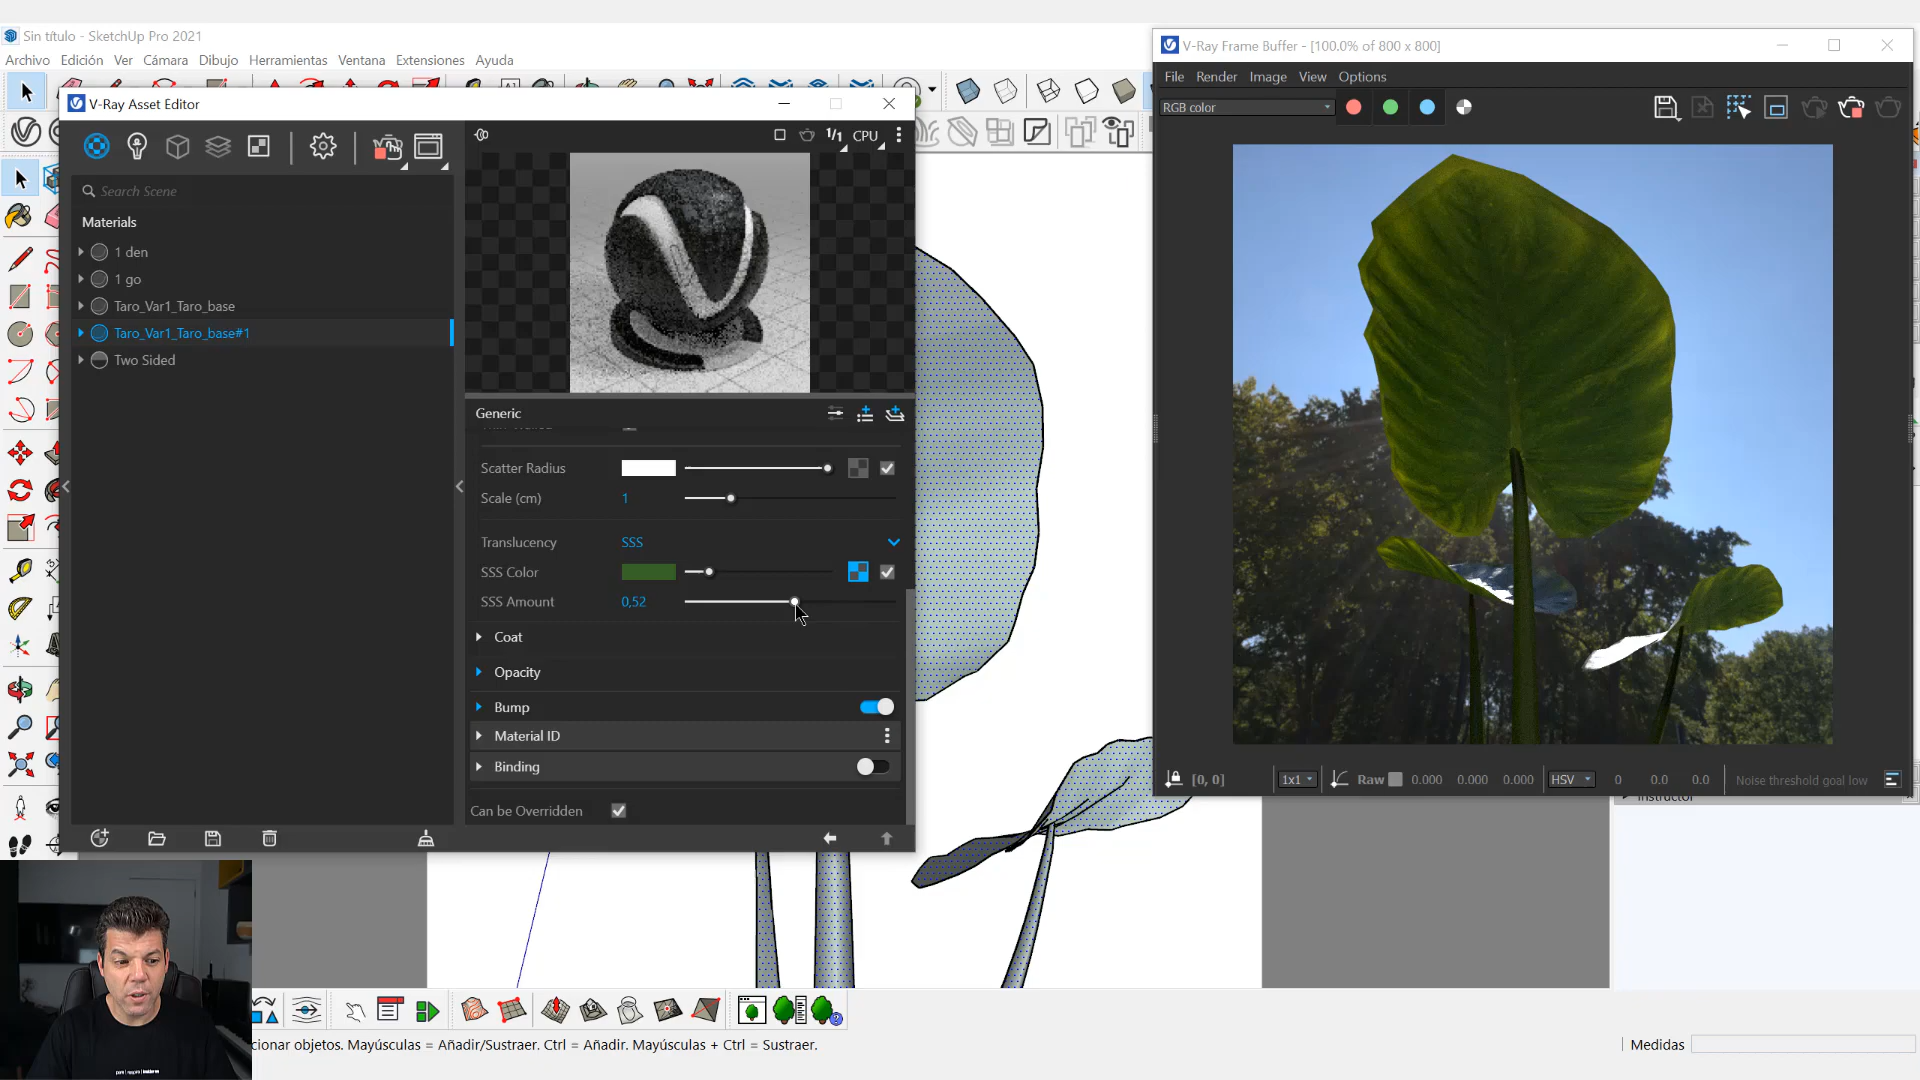 Sin título - SketchUp Pro 2021
Archivo Edición Ver Cámara Dibujo Herramientas Ventana Extensiones Ayuda
V-Ray Asset Editor
1/1 CPU
Search Scene
Materials
1 den
1 go
Taro_Var1_Taro_base
Taro_Var1_Taro_base#1
Two Sided
Generic
Scatter Radius
Scale (cm) 1
Translucency SSS
SSS Color
SSS Amount 0,52
Coat
Opacity
Bump
Material ID
Binding
Can be Overridden
V-Ray Frame Buffer - [100.0% of 800 x 800]
File Render Image View Options
RGB color
[0, 0] 1x1 Raw 0.000 0.000 0.000 HSV 0 0.0 0.0 Noise threshold goal low
Instructor
cionar objetos. Mayúsculas = Añadir/Sustraer. Ctrl = Añadir. Mayúsculas + Ctrl = Sustraer.
Medidas